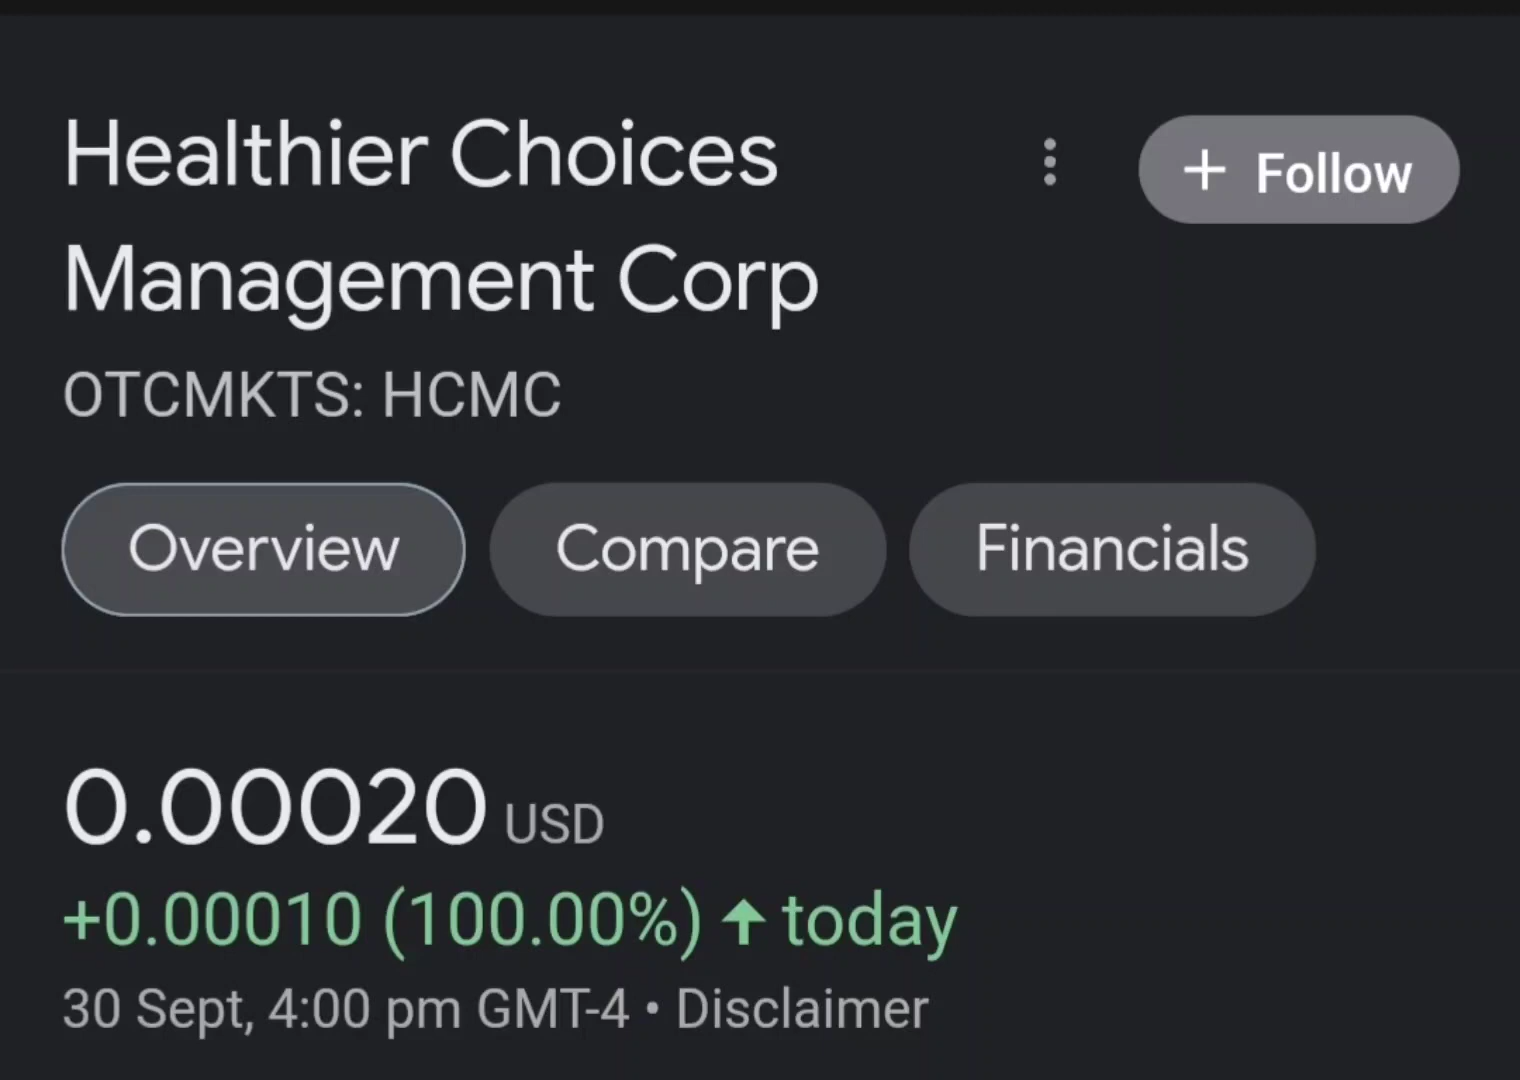 Healthier Choices
Management Corp
+ Follow
OTCMKTS: HCMC
Overview Compare Financials
0.00020 USD
+0.00010 (100.00%) ↑ today
30 Sept, 4:00 pm GMT-4 • Disclaimer